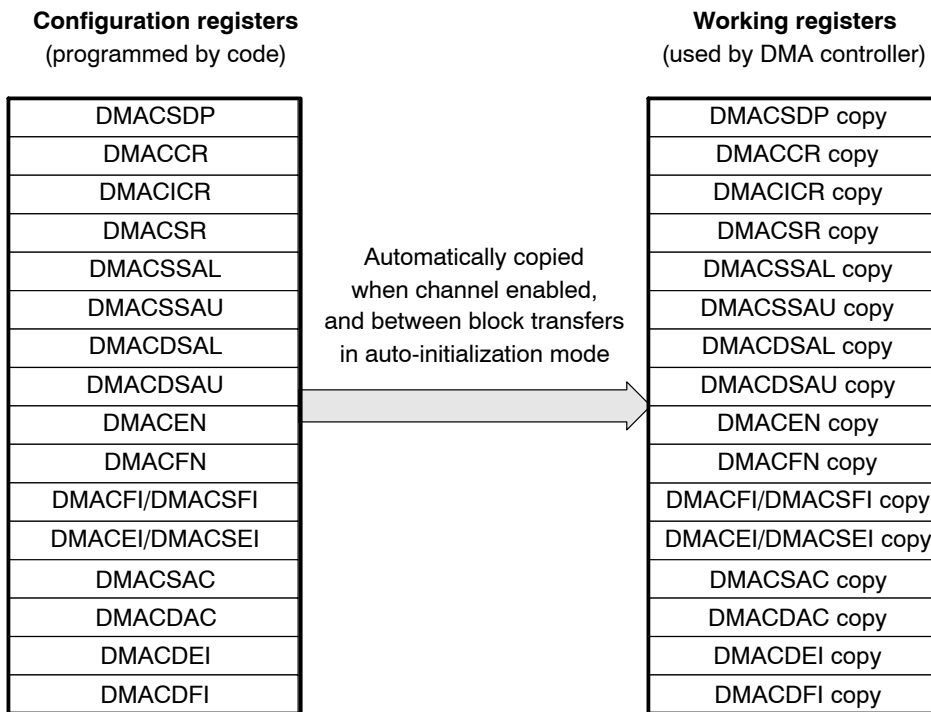 Configuration registers
(programmed by code)
DMACSDP
DMACCR
DMACICR
DMACSR
DMACSSAL
DMACSSAU
DMACDSAL
DMACDSAU
DMACEN
DMACFN
DMACFI/DMACSFI
DMACEI/DMACSEI
DMACSAC
DMACDAC
DMACDEI
DMACDFI
Automatically copied
when channel enabled,
and between block transfers
in auto-initialization mode
Working registers
(used by DMA controller)
DMACSDP copy
DMACCR copy
DMACICR copy
DMACSR copy
DMACSSAL copy
DMACSSAU copy
DMACDSAL copy
DMACDSAU copy
DMACEN copy
DMACFN copy
DMACFI/DMACSFI copy
DMACEI/DMACSEI copy
DMACSAC copy
DMACDAC copy
DMACDEI copy
DMACDFI copy